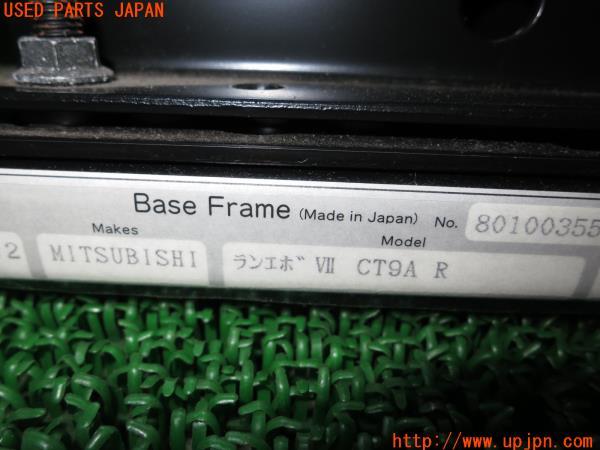 USED PARTS JAPAN
Base Frame (Made in Japan) No. 80100355
Makes Model
2 MITSUBISHI ランエボ Ⅶ CT9A R
http://www.upjpn.com/